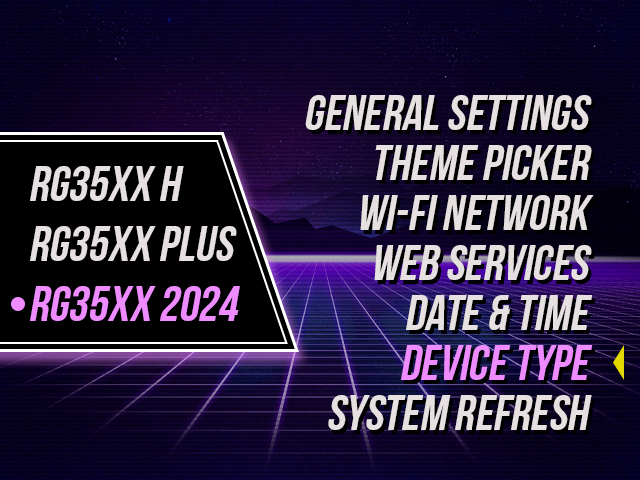 GENERAL SETTINGS
THEME PICKER
WI-FI NETWORK
WEB SERVICES
DATE & TIME
DEVICE TYPE
SYSTEM REFRESH
RG35XX H
RG35XX PLUS
RG35XX 2024